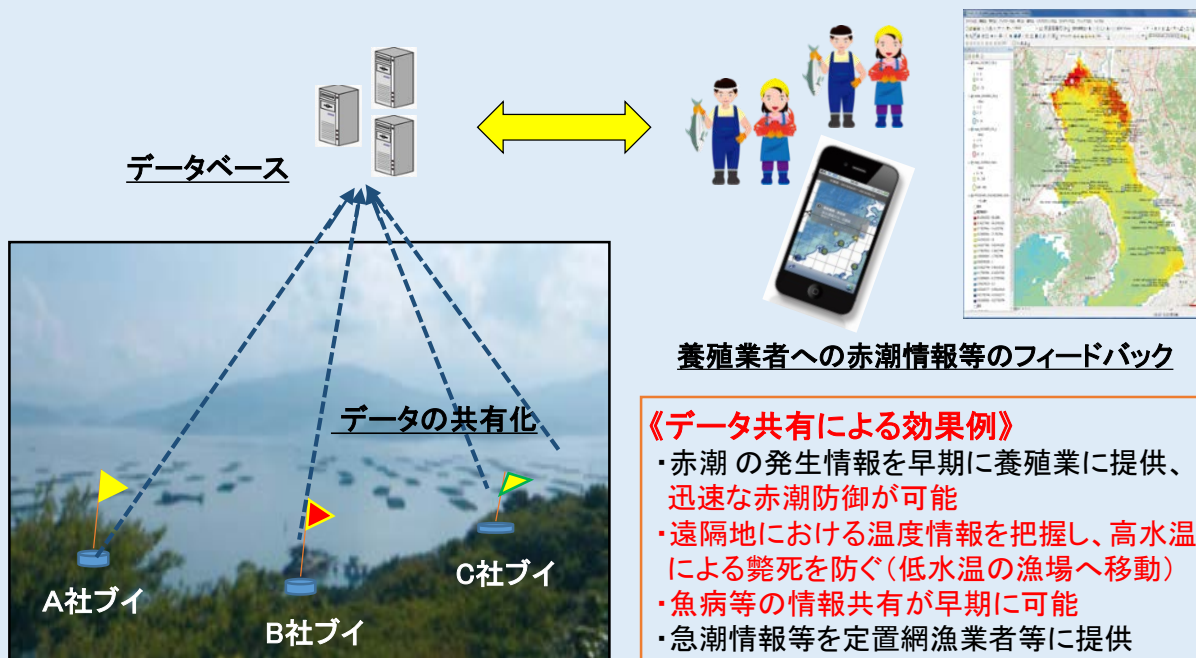 データベース
データの共有化
A社ブイ
B社ブイ
C社ブイ
養殖業者への赤潮情報等のフィードバック
《データ共有による効果例》
・赤潮 の発生情報を早期に養殖業に提供、
迅速な赤潮防御が可能
・遠隔地における温度情報を把握し、高水温
による斃死を防ぐ（低水温の漁場へ移動）
・魚病等の情報共有が早期に可能
・急潮情報等を定置網漁業者等に提供